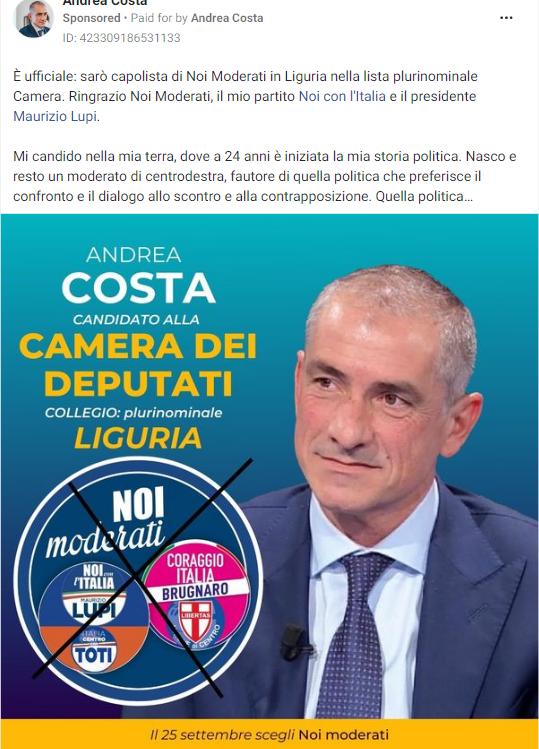 Andrea Costa
Sponsored • Paid for by Andrea Costa
ID: 423309186531133
È ufficiale: sarò capolista di Noi Moderati in Liguria nella lista plurinominale
Camera. Ringrazio Noi Moderati, il mio partito Noi con l'Italia e il presidente
Maurizio Lupi.
Mi candido nella mia terra, dove a 24 anni è iniziata la mia storia politica. Nasco e
resto un moderato di centrodestra, fautore di quella politica che preferisce il
confronto e il dialogo allo scontro e alla contrapposizione. Quella politica...
ANDREA
COSTA
CANDIDATO ALLA
CAMERA DEI
DEPUTATI
COLLEGIO: plurinominale
LIGURIA
NOI
moderati
NOI con
l'ITALIA
MAURIZIO
LUPI
ITALIA
CENTRO
TOTI
CORAGGIO
ITALIA
BRUGNARO
LIBERTAS
CENTRO
Il 25 settembre scegli Noi moderati